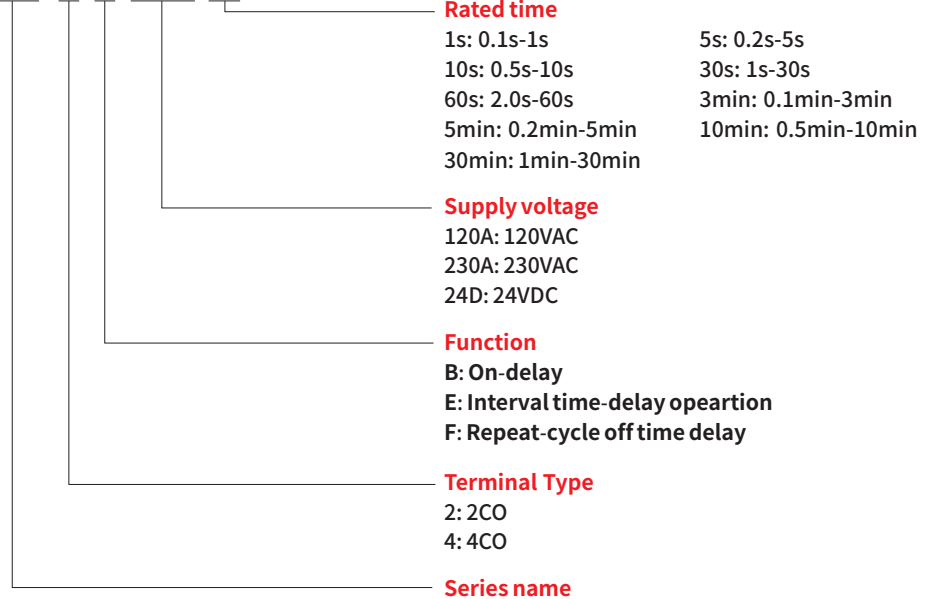 Rated time
1s: 0.1s-1s 5s: 0.2s-5s
10s: 0.5s-10s 30s: 1s-30s
60s: 2.0s-60s 3min: 0.1min-3min
5min: 0.2min-5min 10min: 0.5min-10min
30min: 1min-30min
Supply voltage
120A: 120VAC
230A: 230VAC
24D: 24VDC
Function
B: On-delay
E: Interval time-delay opeartion
F: Repeat-cycle off time delay
Terminal Type
2: 2CO
4: 4CO
Series name